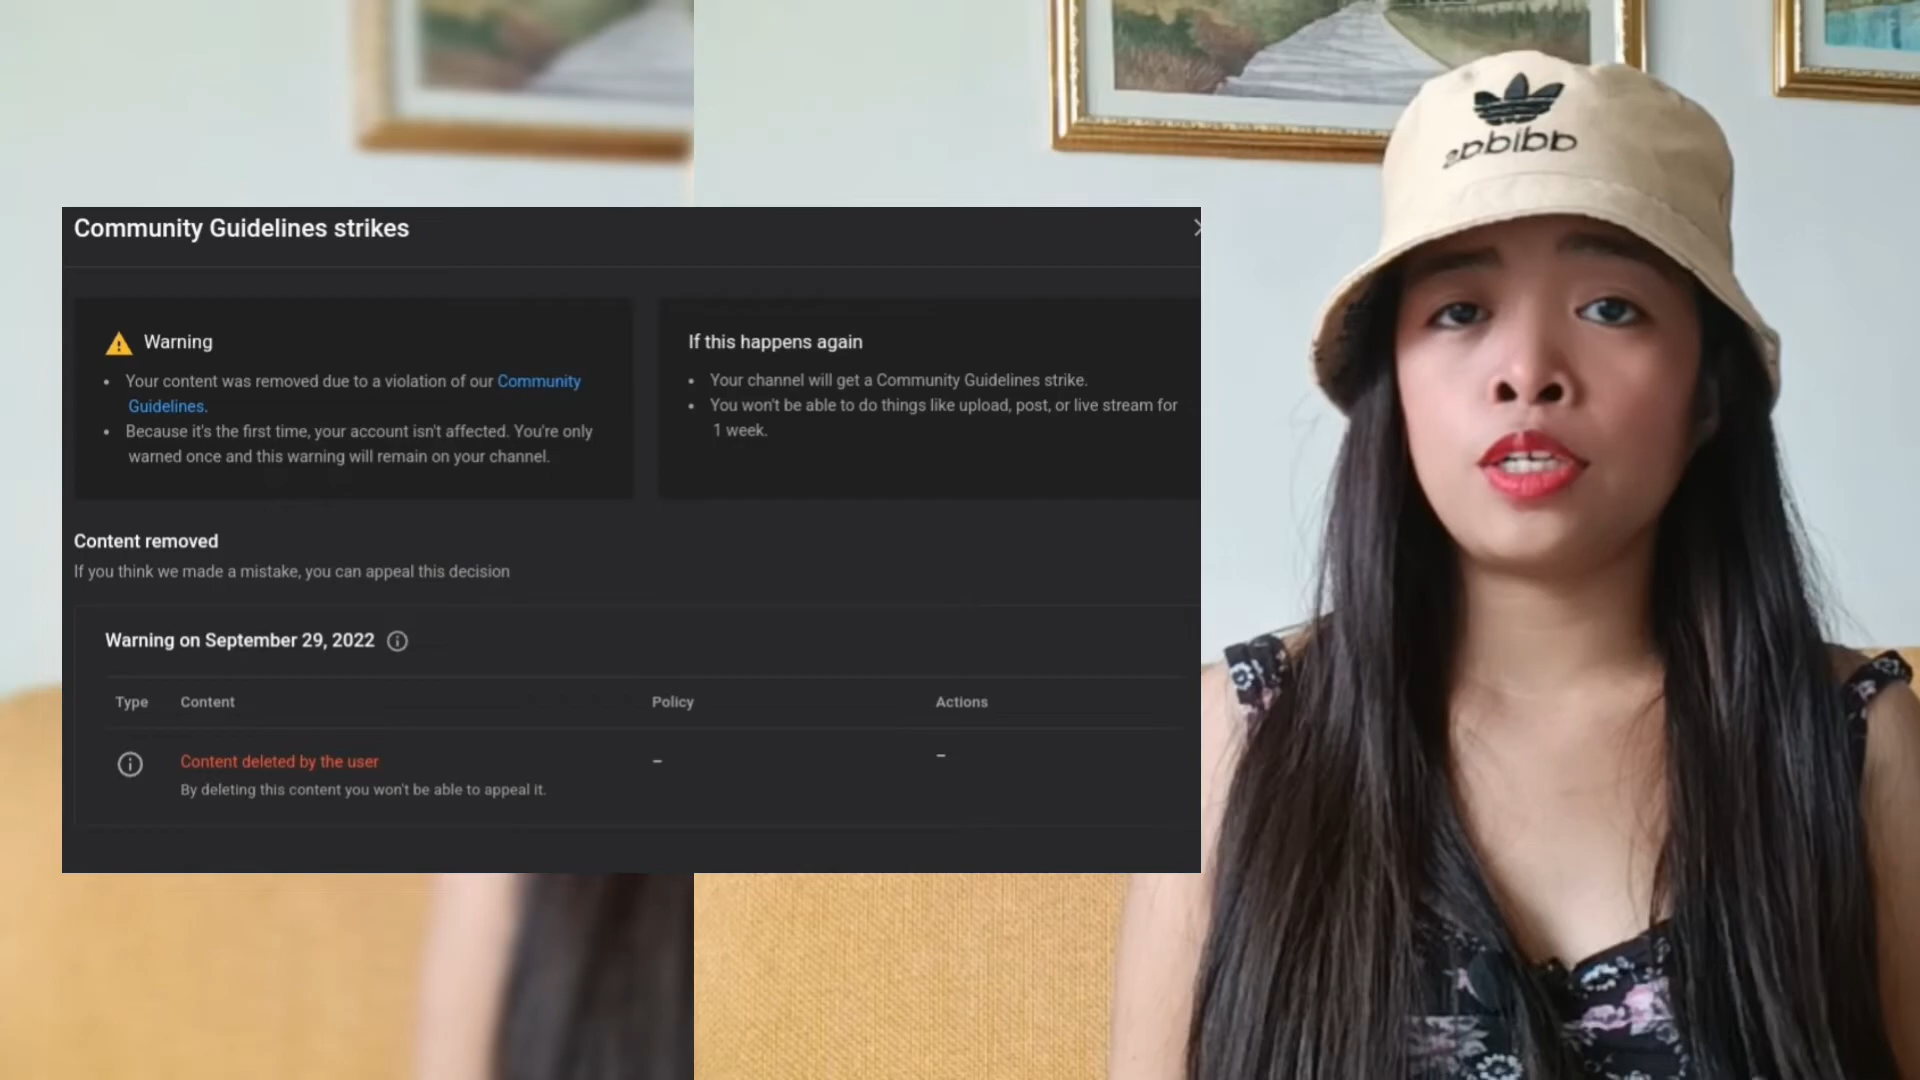 adidas
Community Guidelines strikes
Warning
• Your content was removed due to a violation of our Community
Guidelines.
• Because it's the first time, your account isn't affected. You're only
warned once and this warning will remain on your channel.
If this happens again
• Your channel will get a Community Guidelines strike.
• You won't be able to do things like upload, post, or live stream for
1 week.
Content removed
If you think we made a mistake, you can appeal this decision
Warning on September 29, 2022
Type Content Policy Actions
Content deleted by the user – –
By deleting this content you won't be able to appeal it.